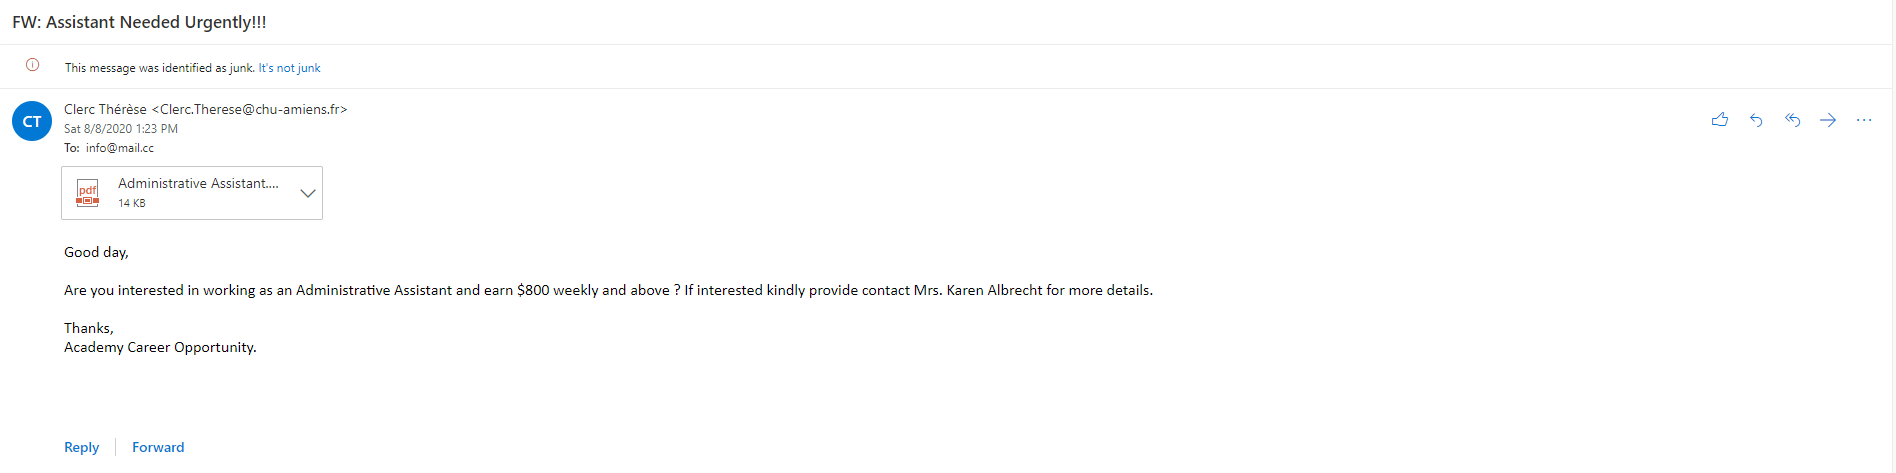 FW: Assistant Needed Urgently!!!
This message was identified as junk. It's not junk
CT
Clerc Thérèse <Clerc.Therese@chu-amiens.fr>
Sat 8/8/2020 1:23 PM
To: info@mail.cc
pdf
Administrative Assistant....
14 KB
Good day,
Are you interested in working as an Administrative Assistant and earn $800 weekly and above ? If interested kindly provide contact Mrs. Karen Albrecht for more details.
Thanks,
Academy Career Opportunity.
Reply
Forward